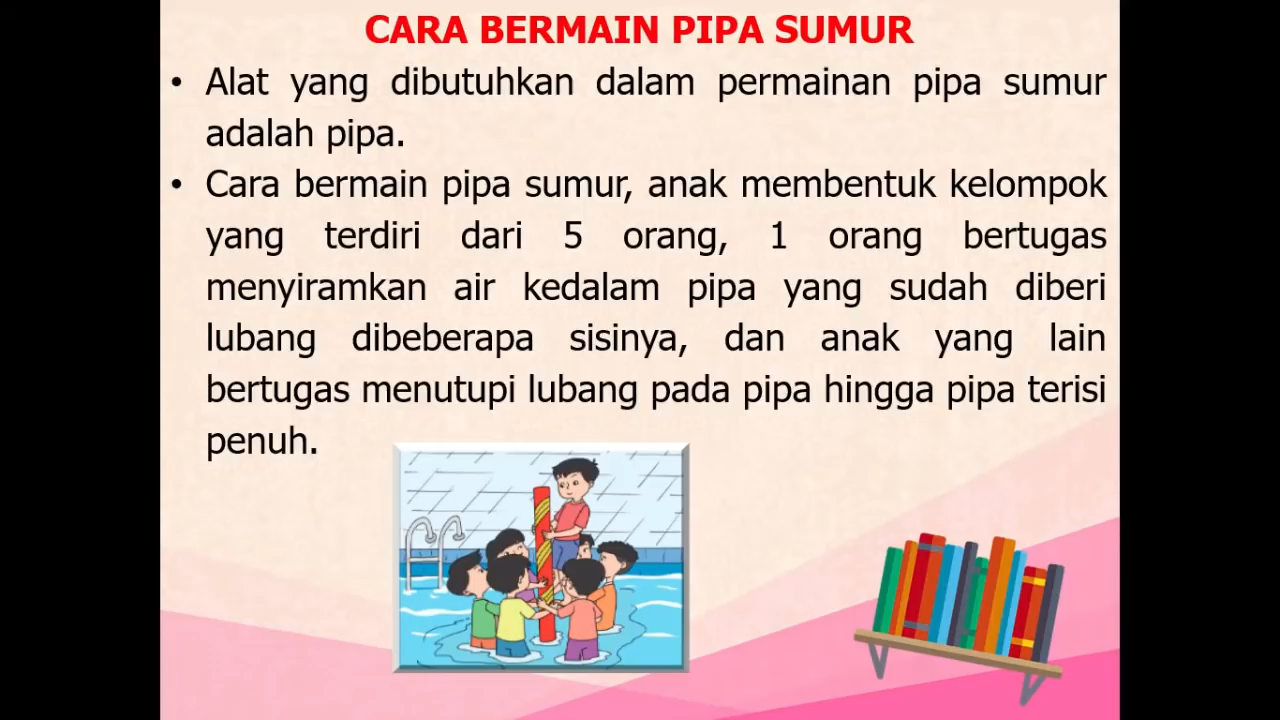 CARA BERMAIN PIPA SUMUR
• Alat yang dibutuhkan dalam permainan pipa sumur
adalah pipa.
• Cara bermain pipa sumur, anak membentuk kelompok
yang terdiri dari 5 orang, 1 orang bertugas
menyiramkan air kedalam pipa yang sudah diberi
lubang dibeberapa sisinya, dan anak yang lain
bertugas menutupi lubang pada pipa hingga pipa terisi
penuh.